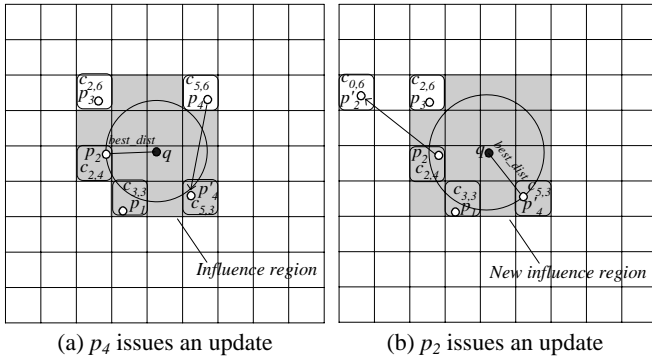 c2,6
p3
c5,6
p4
best_dist
p2
q
c2,4
c3,3
p1
p'4
c5,3
Influence region
(a) p4 issues an update
c0,6
p'2
c2,6
p3
p2
q
best_dist
c2,4
c3,3
p1
c5,3
p'4
New influence region
(b) p2 issues an update